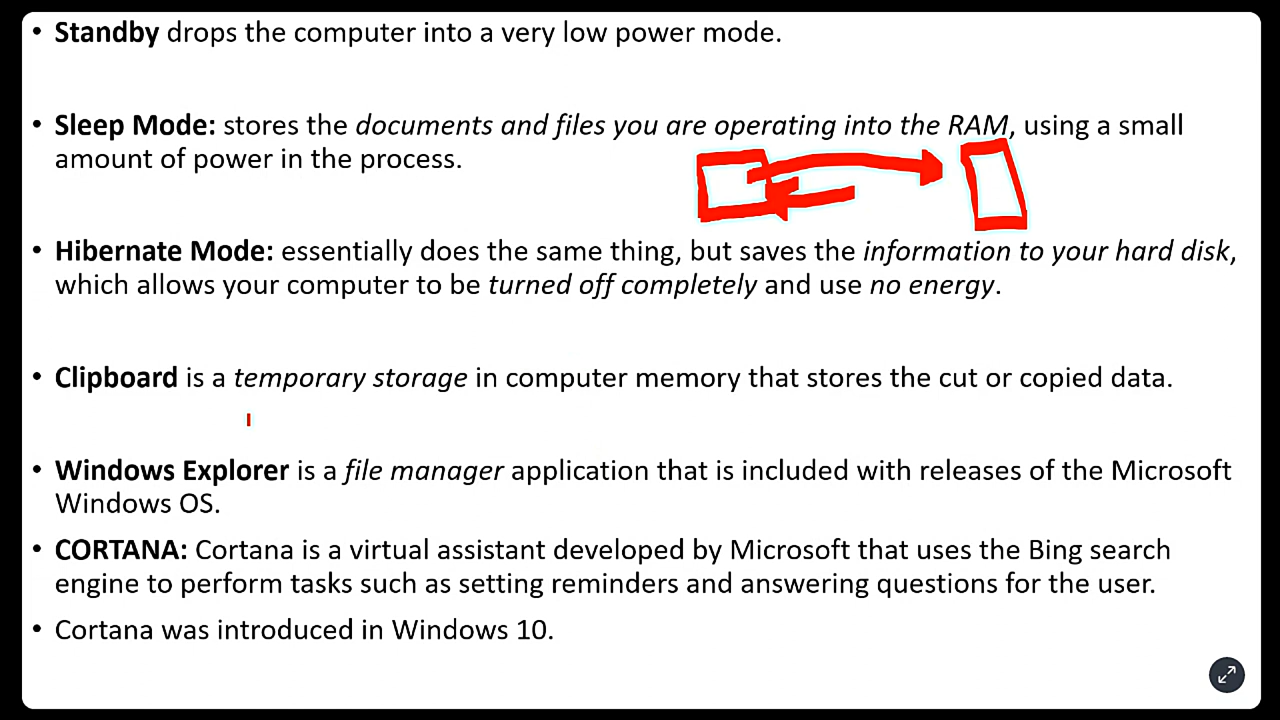 • Standby drops the computer into a very low power mode.
• Sleep Mode: stores the documents and files you are operating into the RAM, using a small
amount of power in the process.
• Hibernate Mode: essentially does the same thing, but saves the information to your hard disk,
which allows your computer to be turned off completely and use no energy.
• Clipboard is a temporary storage in computer memory that stores the cut or copied data.
• Windows Explorer is a file manager application that is included with releases of the Microsoft
Windows OS.
• CORTANA: Cortana is a virtual assistant developed by Microsoft that uses the Bing search
engine to perform tasks such as setting reminders and answering questions for the user.
• Cortana was introduced in Windows 10.